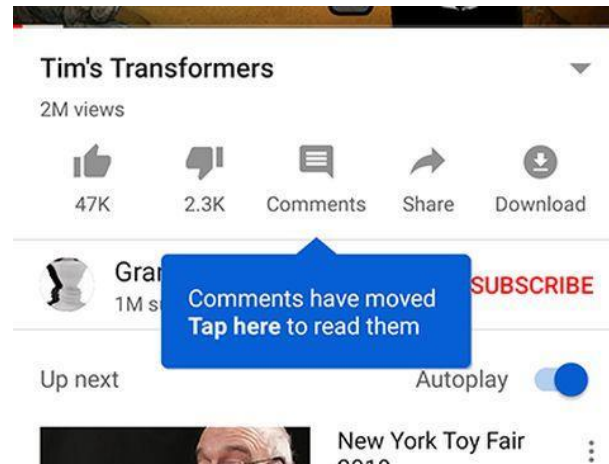 Tim's Transformers
2M views
47K 2.3K Comments Share Download
Comments have moved
Tap here to read them
SUBSCRIBE
1M
Up next Autoplay
New York Toy Fair